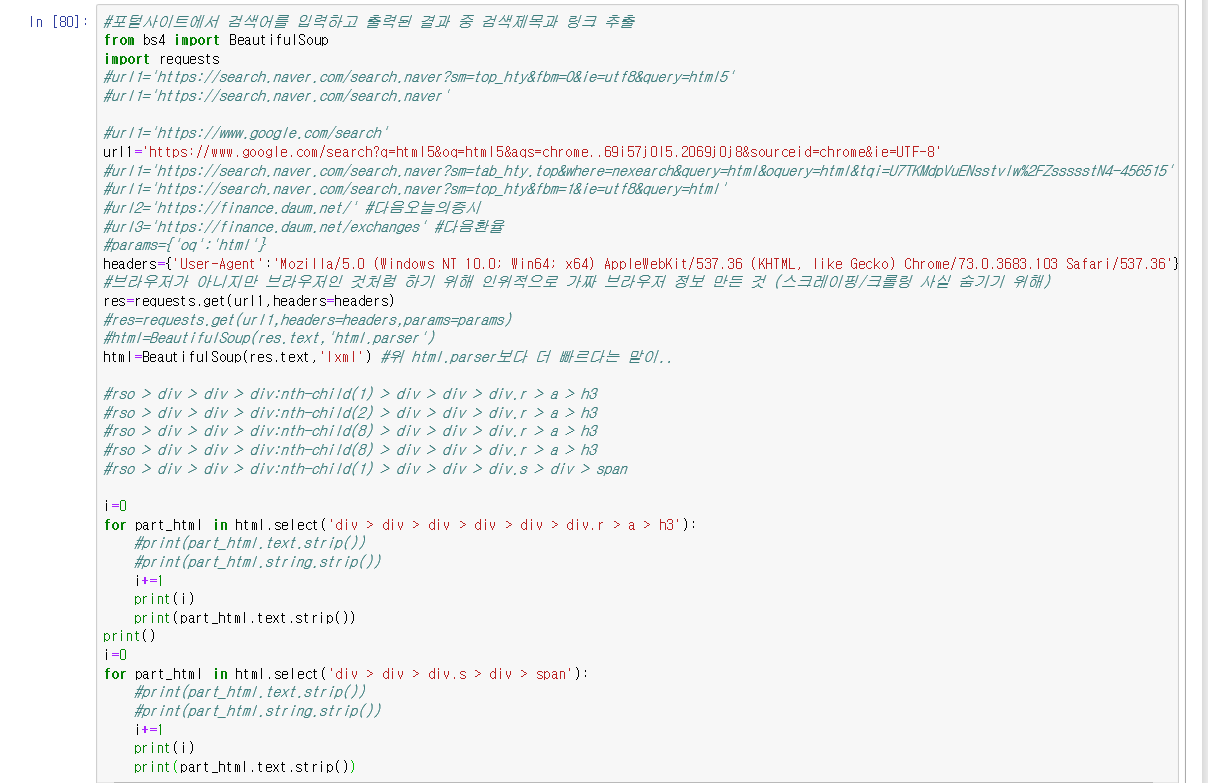 In [80]:
#포털사이트에서 검색어를 입력하고 출력된 결과 중 검색제목과 링크 추출
from bs4 import BeautifulSoup
import requests
#url1='https://search.naver.com/search.naver?sm=top_hty&fbm=0&ie=utf8&query=html5'
#url1='https://search.naver.com/search.naver'
#url1='https://www.google.com/search'
url1='https://www.google.com/search?q=html5&oq=html5&aqs=chrome..69i57j0l5.2069j0j8&sourceid=chrome&ie=UTF-8'
#url1='https://search.naver.com/search.naver?sm=tab_hty.top&where=nexearch&query=html&oquery=html&tqi=U7TKMdpVuENsstvlw%2FZssssstN4-456515'
#url1='https://search.naver.com/search.naver?sm=top_hty&fbm=1&ie=utf8&query=html'
#url2='https://finance.daum.net/' #다음오늘의증시
#url3='https://finance.daum.net/exchanges' #다음환율
#params={'oq':'html'}
headers={'User-Agent':'Mozilla/5.0 (Windows NT 10.0; Win64; x64) AppleWebKit/537.36 (KHTML, like Gecko) Chrome/73.0.3683.103 Safari/537.36'}
#브라우저가 아니지만 브라우저인 것처럼 하기 위해 인위적으로 가짜 브라우저 정보 만든 것 (스크레이핑/크롤링 사실 숨기기 위해)
res=requests.get(url1,headers=headers)
#res=requests.get(url1,headers=headers,params=params)
#html=BeautifulSoup(res.text,'html.parser')
html=BeautifulSoup(res.text,'lxml') #위 html.parser보다 더 빠르다는 말이..
#rso > div > div > div:nth-child(1) > div > div > div.r > a > h3
#rso > div > div > div:nth-child(2) > div > div > div.r > a > h3
#rso > div > div > div:nth-child(8) > div > div > div.r > a > h3
#rso > div > div > div:nth-child(8) > div > div > div.r > a > h3
#rso > div > div > div:nth-child(1) > div > div > div.s > div > span
i=0
for part_html in html.select('div > div > div > div > div > div.r > a > h3'):
    #print(part_html.text.strip())
    #print(part_html.string.strip())
    i+=1
    print(i)
    print(part_html.text.strip())
print()
i=0
for part_html in html.select('div > div > div.s > div > span'):
    #print(part_html.text.strip())
    #print(part_html.string.strip())
    i+=1
    print(i)
    print(part_html.text.strip())